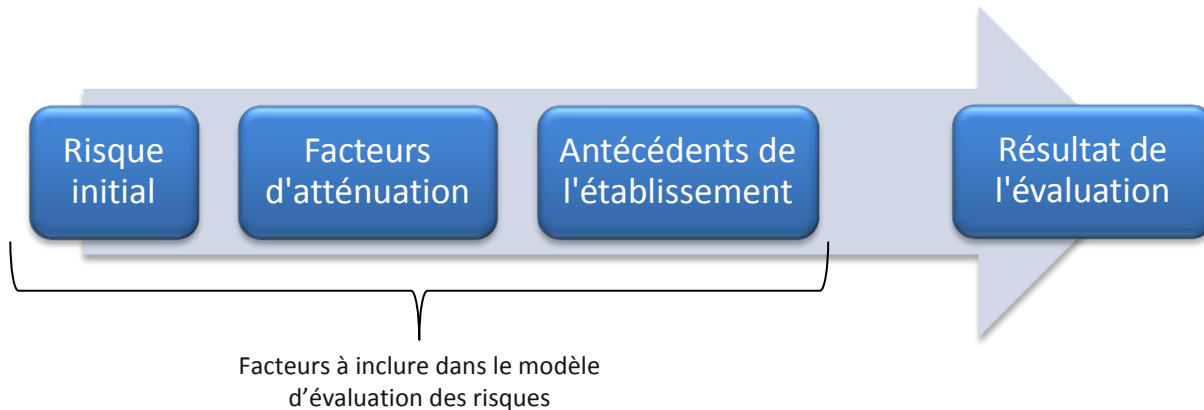 Risque
initial
Facteurs
d'atténuation
Antécédents de
l'établissement
Résultat de
l'évaluation
Facteurs à inclure dans le modèle
d’évaluation des risques